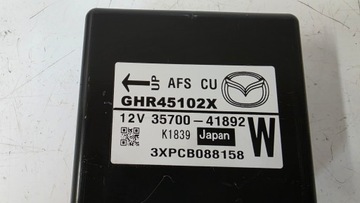 UP AFS CU
GHR45102X
12V 35700-41892
K1839 Japan
W
3XPCB088158